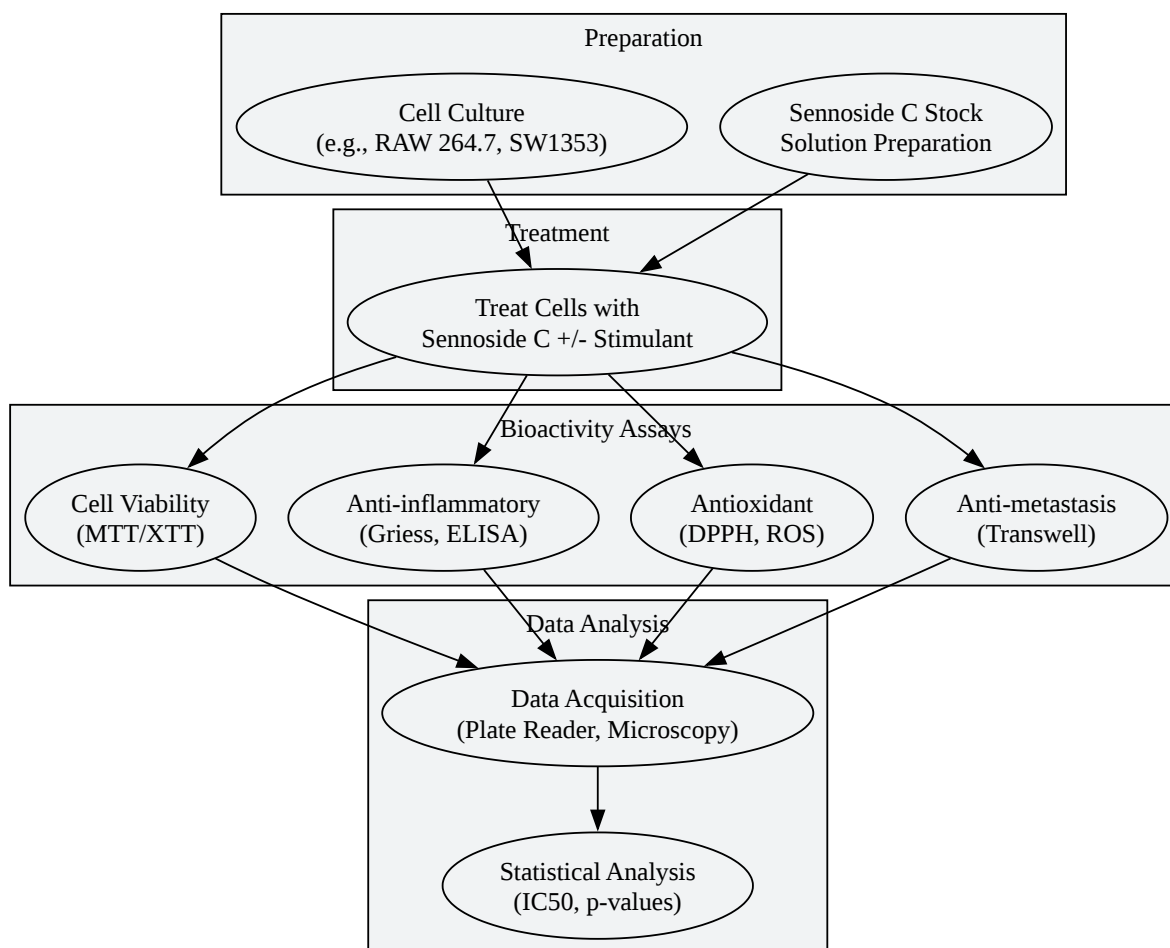 Preparation
Cell Culture
(e.g., RAW 264.7, SW1353)
Sennoside C Stock
Solution Preparation
Treatment
Treat Cells with
Sennoside C +/- Stimulant
Bioactivity Assays
Cell Viability
(MTT/XTT)
Anti-inflammatory
(Griess, ELISA)
Antioxidant
(DPPH, ROS)
Anti-metastasis
(Transwell)
Data Analysis
Data Acquisition
(Plate Reader, Microscopy)
Statistical Analysis
(IC50, p-values)